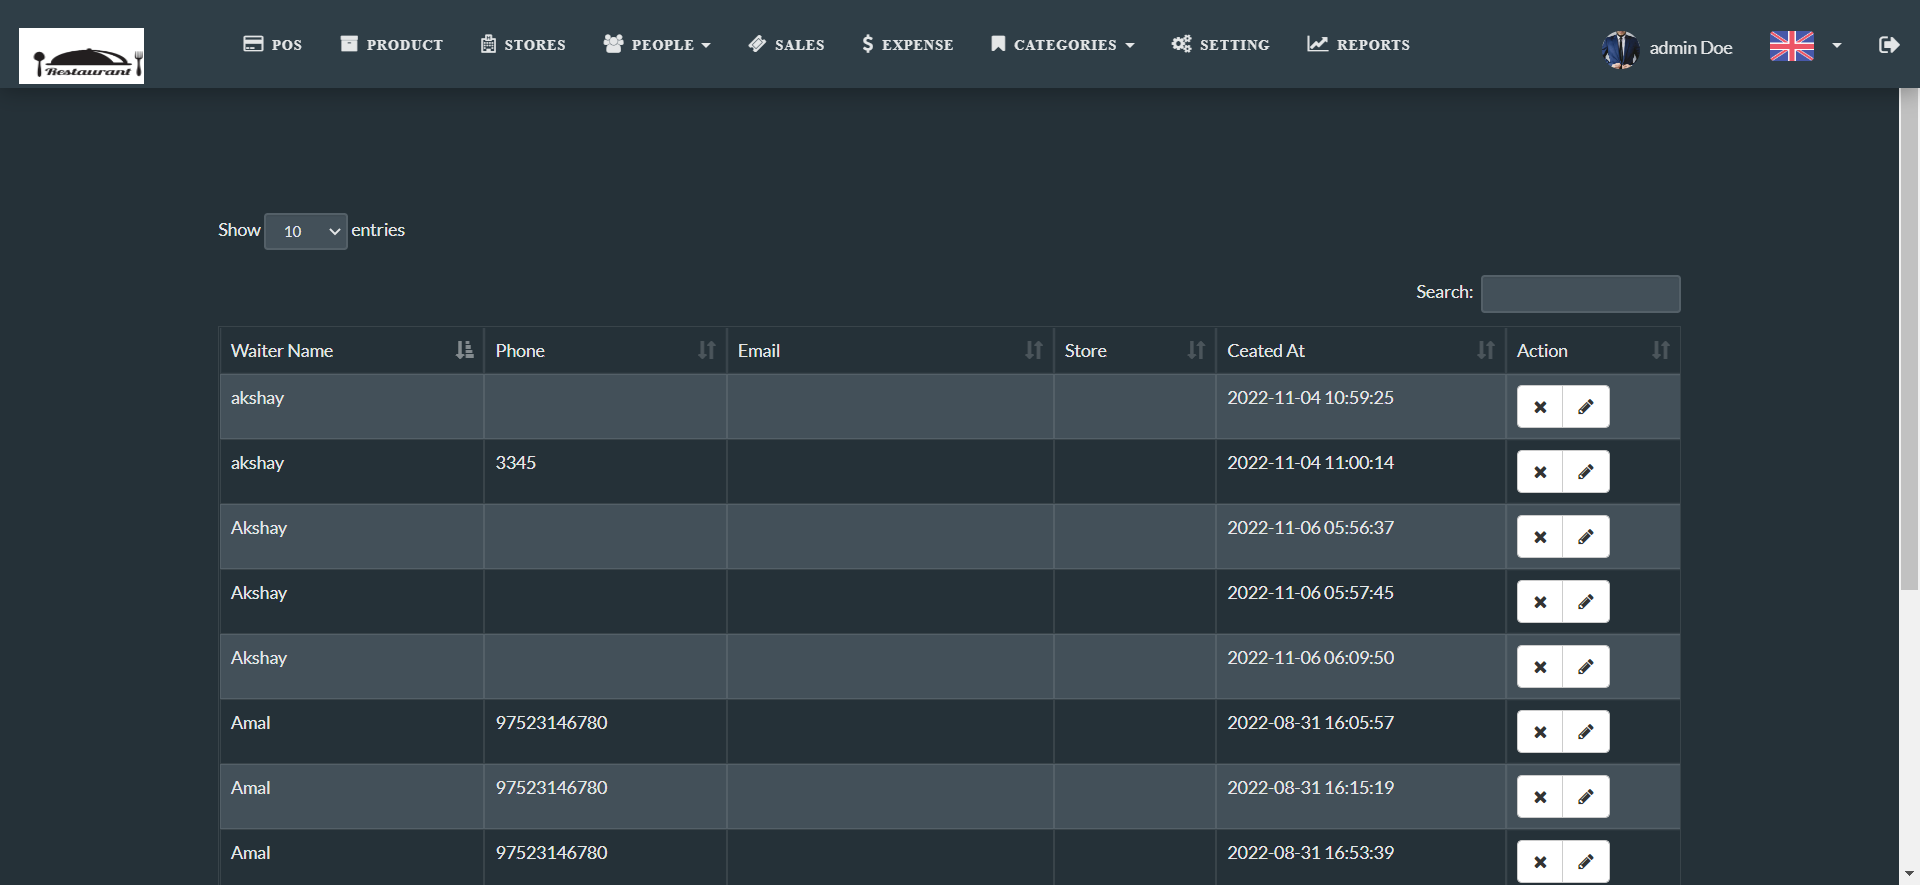 Restaurant
POS PRODUCT STORES PEOPLE SALES EXPENSE CATEGORIES SETTING REPORTS admin Doe
Show 10 entries
Search:
Waiter Name Phone Email Store Ceated At Action
akshay 2022-11-04 10:59:25
akshay 3345 2022-11-04 11:00:14
Akshay 2022-11-06 05:56:37
Akshay 2022-11-06 05:57:45
Akshay 2022-11-06 06:09:50
Amal 97523146780 2022-08-31 16:05:57
Amal 97523146780 2022-08-31 16:15:19
Amal 97523146780 2022-08-31 16:53:39